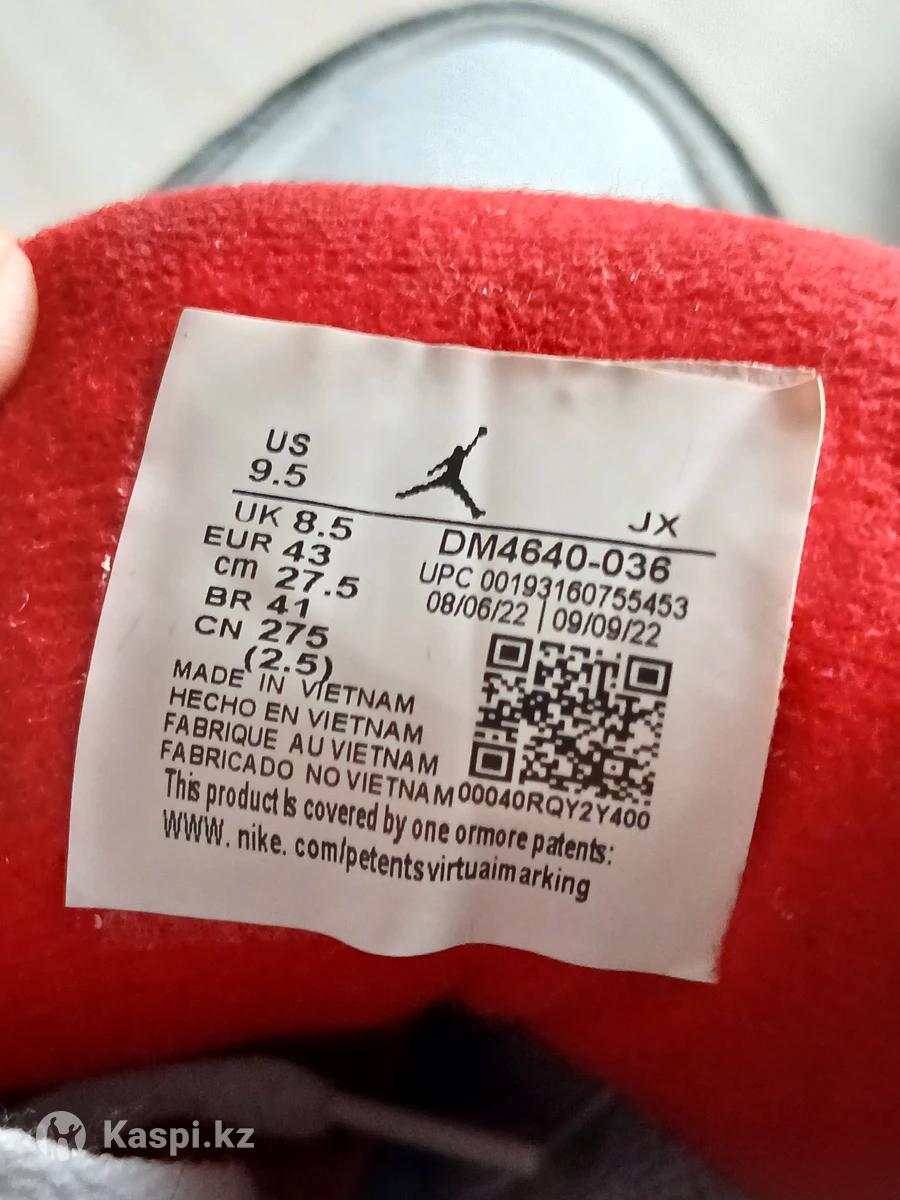 US
9.5
JX
UK 8.5
EUR 43
cm 27.5
BR 41
CN 275
(2.5)
DM4640-036
UPC 00193160755453
08/06/22 | 09/09/22
MADE IN VIETNAM
HECHO EN VIETNAM
FABRIQUE AU VIETNAM
FABRICADO NO VIETNAM
00040RQY2Y400
This product Is covered by one ormore patents:
WWW. nike. com/petentsvirtuaimarking
Kaspi.kz